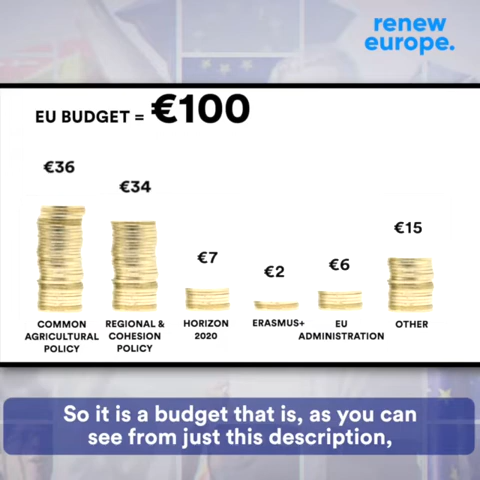 renew
europe.
EU BUDGET = €100
€36
€34
€7
€2
€6
€15
COMMON
AGRICULTURAL
POLICY
REGIONAL &
COHESION
POLICY
HORIZON
2020
ERASMUS+
EU
ADMINISTRATION
OTHER
So it is a budget that is, as you can
see from just this description,